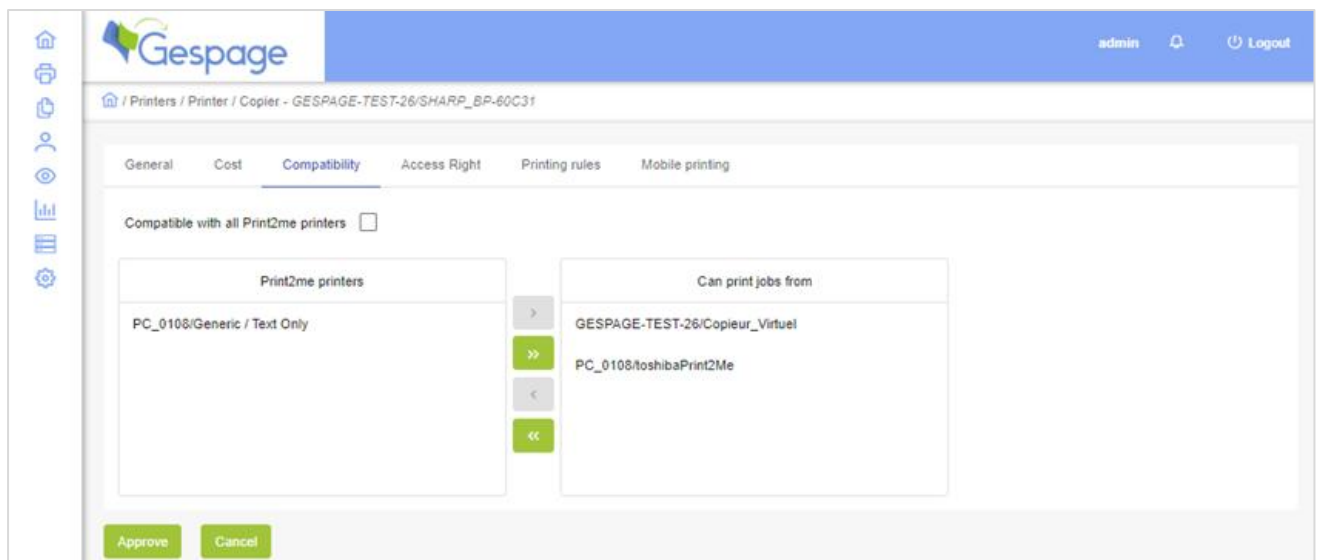 Gespage
admin Logout
/ Printers / Printer / Copier - GESPAGE-TEST-26/SHARP_BP-60C31
General Cost Compatibility Access Right Printing rules Mobile printing
Compatible with all Print2me printers
Print2me printers Can print jobs from
PC_0108/Generic / Text Only GESPAGE-TEST-26/Copieur_Virtuel
PC_0108/toshibaPrint2Me
Approve Cancel